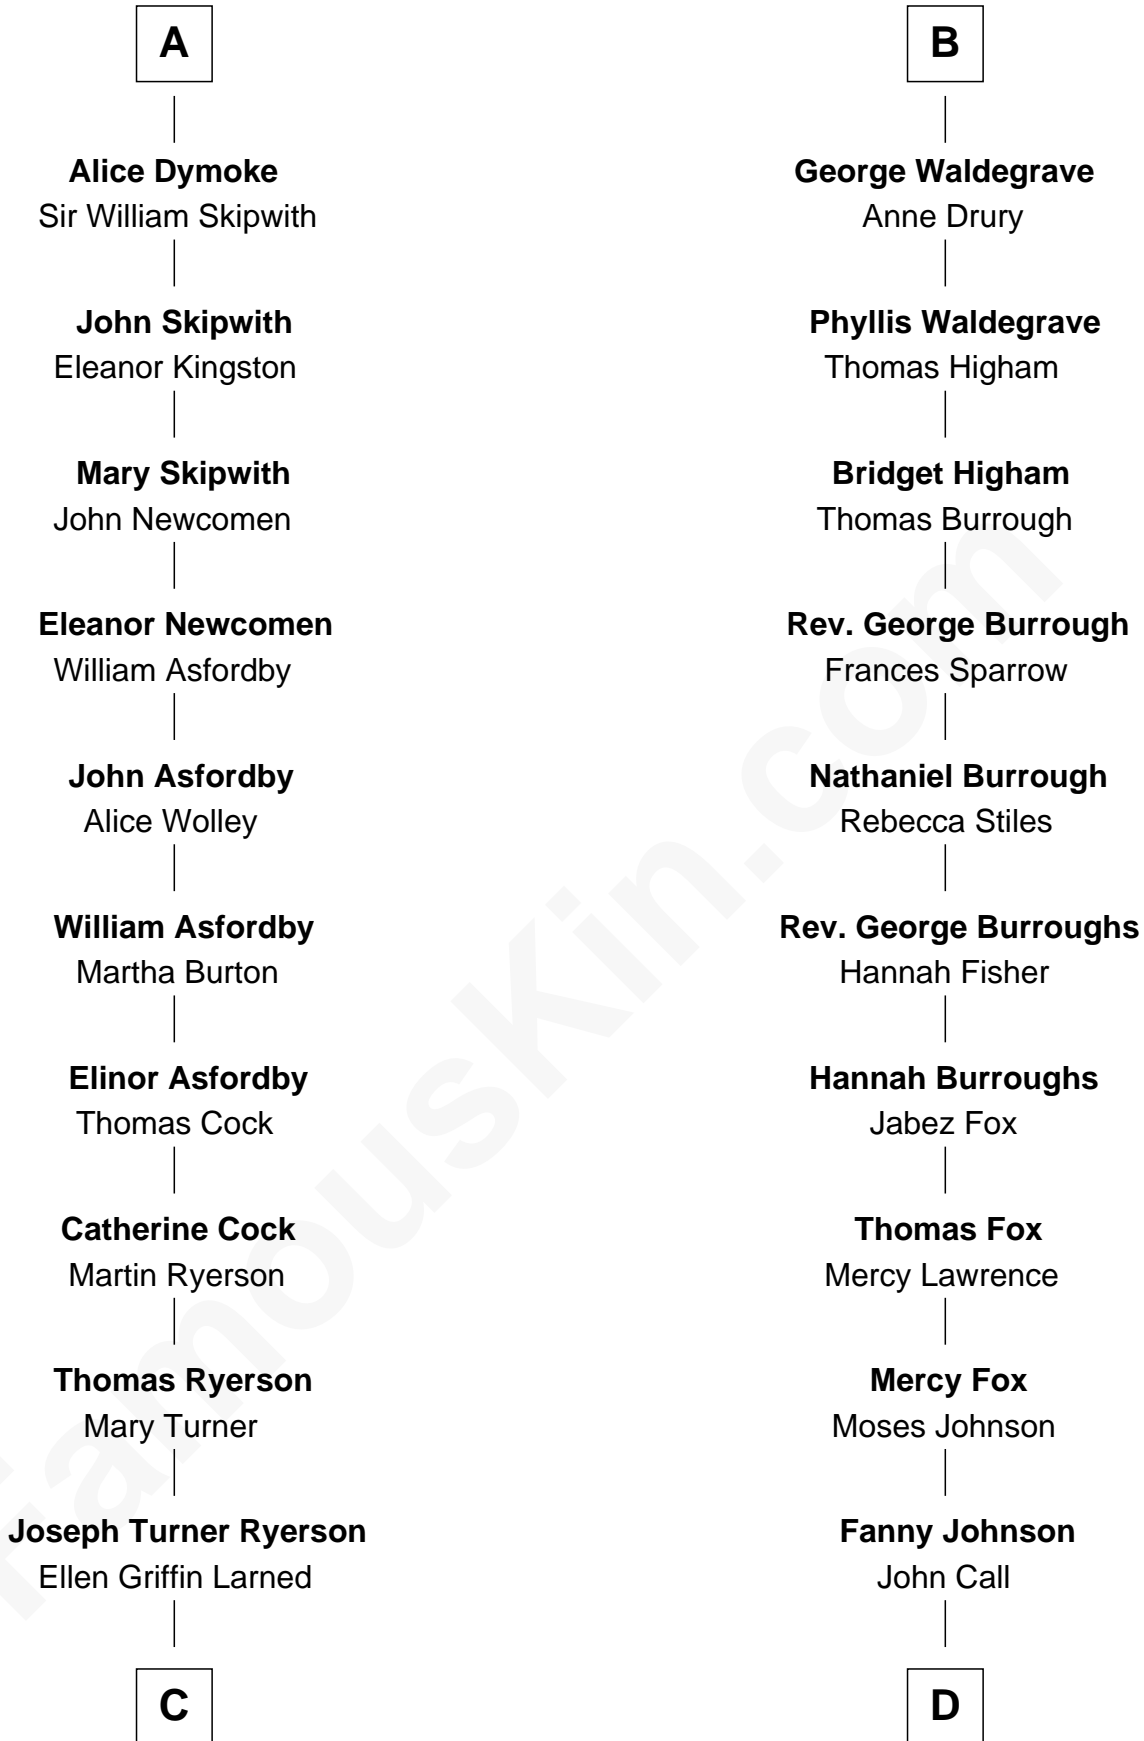 A
Alice Dymoke
Sir William Skipwith
John Skipwith
Eleanor Kingston
Mary Skipwith
John Newcomen
Eleanor Newcomen
William Asfordby
John Asfordby
Alice Wolley
William Asfordby
Martha Burton
Elinor Asfordby
Thomas Cock
Catherine Cock
Martin Ryerson
Thomas Ryerson
Mary Turner
Joseph Turner Ryerson
Ellen Griffin Larned
C
B
George Waldegrave
Anne Drury
Phyllis Waldegrave
Thomas Higham
Bridget Higham
Thomas Burrough
Rev. George Burrough
Frances Sparrow
Nathaniel Burrough
Rebecca Stiles
Rev. George Burroughs
Hannah Fisher
Hannah Burroughs
Jabez Fox
Thomas Fox
Mercy Lawrence
Mercy Fox
Moses Johnson
Fanny Johnson
John Call
D
FamousKin.com